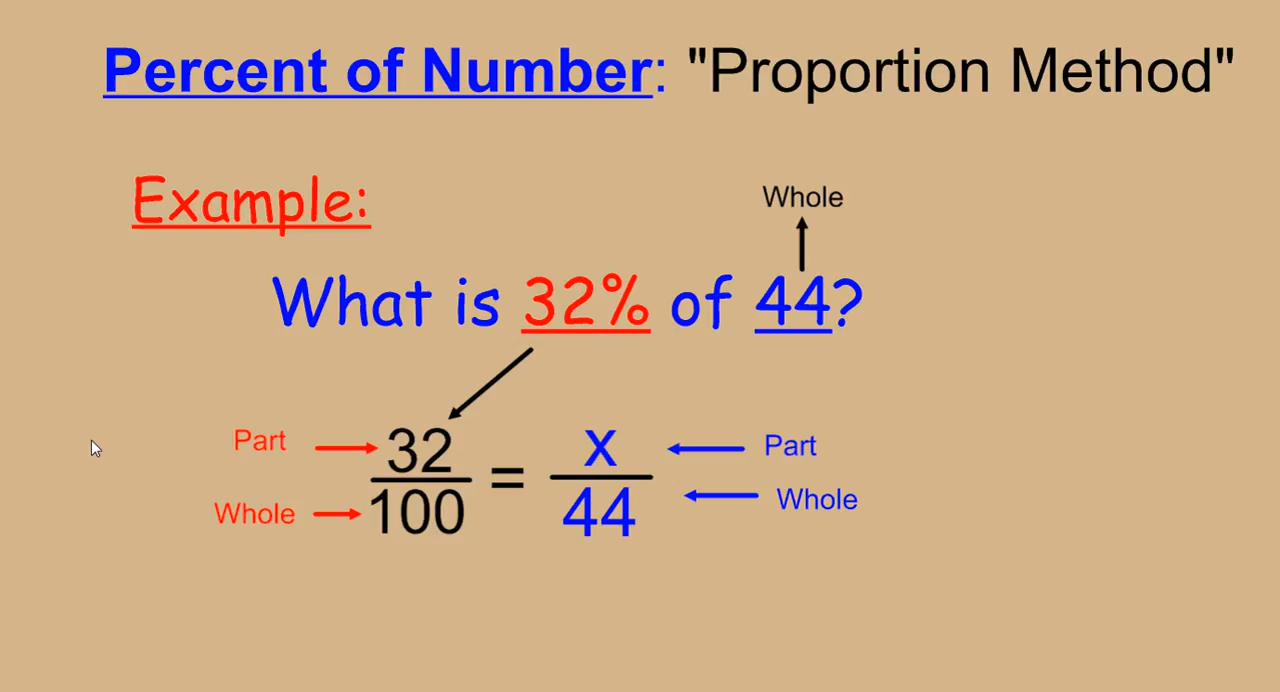 Percent of Number: "Proportion Method"
Example:
Whole
What is 32% of 44?
Part 32 = x Part
Whole 100 44 Whole